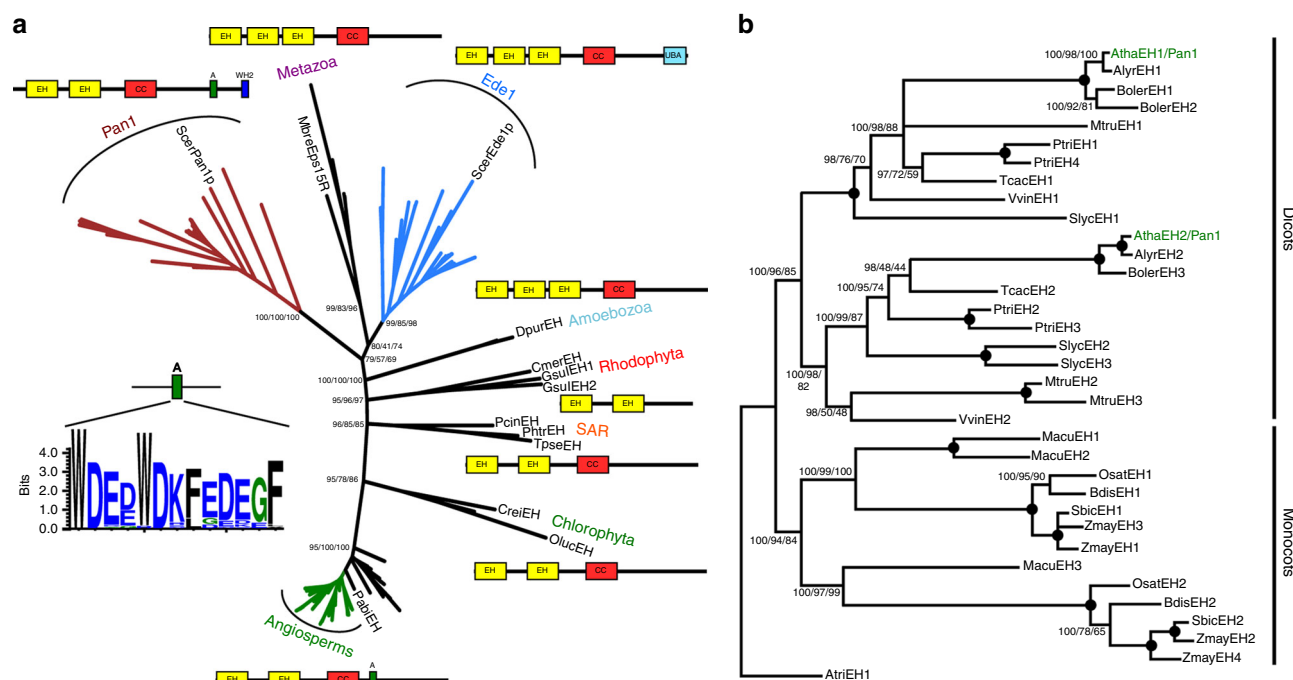 a
EH EH EH CC
EH EH EH CC UBA
EH EH CC A WH2
Metazoa
Ede1
Pan1
ScerPan1p
MbreEps15R
ScerEde1p
EH EH EH CC
99/83/96
100/100/100
99/85/98
DpurEH
Amoebozoa
80/41/74
79/57/69
CmerEH
GsulEH1
GsulEH2
Rhodophyta
100/100/100
95/96/97
EH EH
A
96/85/85
PcinEH
PhtrEH
TpseEH
SAR
EH EH CC
Bits
4.0
3.0
2.0
1.0
0.0
WDEDWDKFEDEGF
95/78/86
CreiEH
OlucEH
Chlorophyta
95/100/100
EH EH CC
PabiEH
Angiosperms
EH EH CC A
b
100/98/100
AthaEH1/Pan1
AlyrEH1
BolerEH1
100/92/81
BolerEH2
100/98/88
MtruEH1
PtriEH1
98/76/70
PtriEH4
97/72/59
TcacEH1
VvinEH1
SlycEH1
AthaEH2/Pan1
AlyrEH2
100/96/85
98/48/44
BolerEH3
100/95/74
TcacEH2
PtriEH2
100/99/87
PtriEH3
SlycEH2
SlycEH3
100/98/
82
MtruEH2
MtruEH3
98/50/48
VvinEH2
Dicots
MacuEH1
MacuEH2
100/99/100
100/95/90
OsatEH1
BdisEH1
SbicEH1
ZmayEH3
100/94/84
ZmayEH1
MacuEH3
OsatEH2
100/97/99
BdisEH2
SbicEH2
100/78/65
ZmayEH2
ZmayEH4
Monocots
AtriEH1